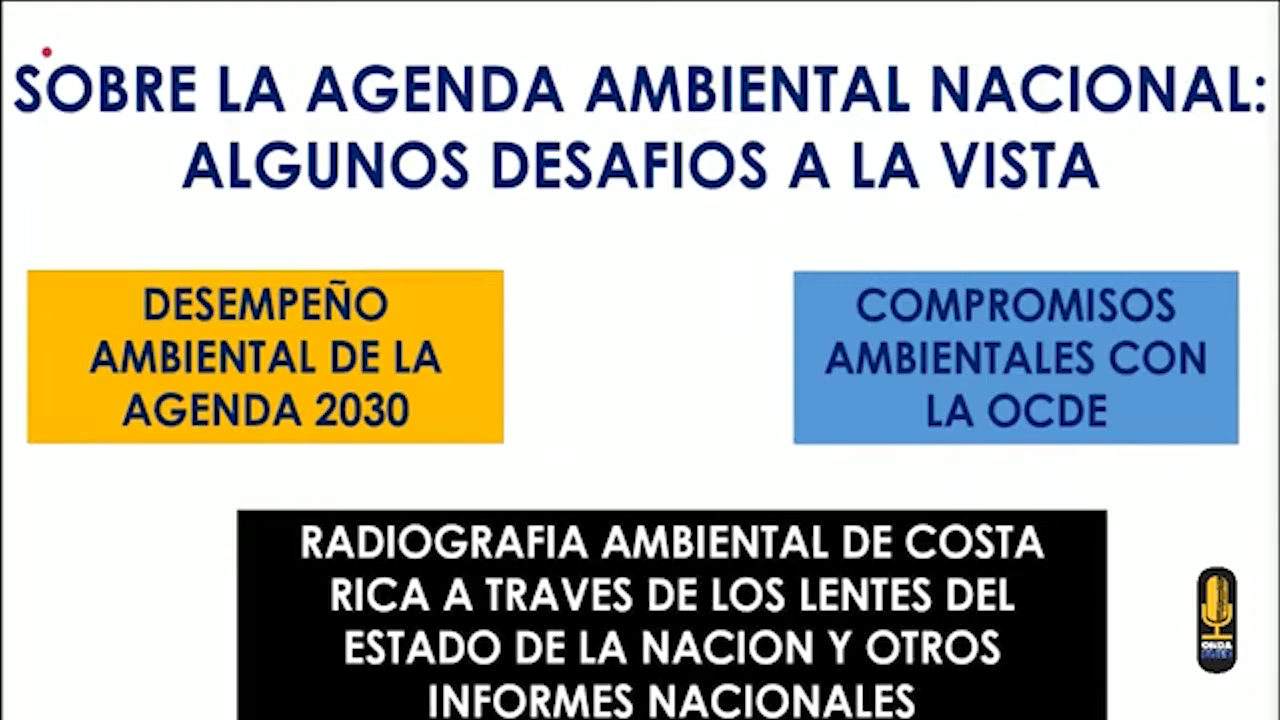 SOBRE LA AGENDA AMBIENTAL NACIONAL:
ALGUNOS DESAFIOS A LA VISTA
DESEMPEÑO
AMBIENTAL DE LA
AGENDA 2030
COMPROMISOS
AMBIENTALES CON
LA OCDE
RADIOGRAFIA AMBIENTAL DE COSTA
RICA A TRAVES DE LOS LENTES DEL
ESTADO DE LA NACION Y OTROS
INFORMES NACIONALES
ONDA